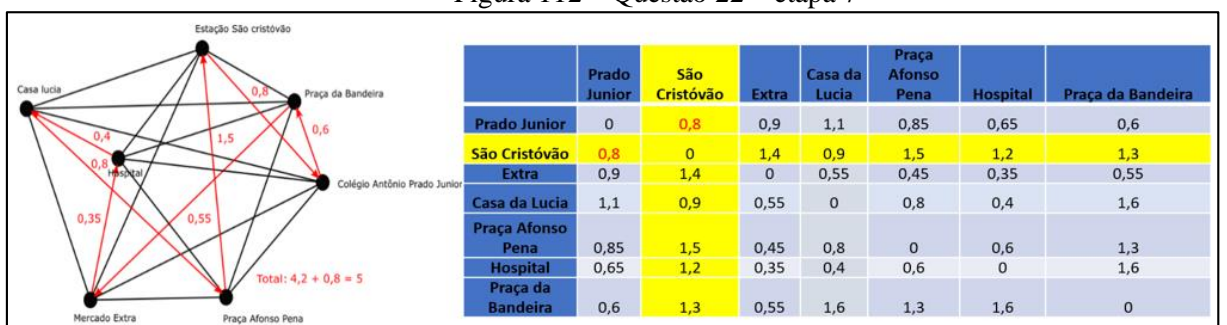 Figura 112 – Questão 22 – etapa 7
Estação São cristóvão
Casa lucia
Praça da Bandeira
0,8
0,6
0,4
1,5
0,8
Hospital
Colégio Antônio Prado Junior
0,35
0,55
Total: 4,2 + 0,8 = 5
Mercado Extra
Praça Afonso Pena
Prado Junior São Cristóvão Extra Casa da Lucia Praça Afonso Pena Hospital Praça da Bandeira
Prado Junior 0 0,8 0,9 1,1 0,85 0,65 0,6
São Cristóvão 0,8 0 1,4 0,9 1,5 1,2 1,3
Extra 0,9 1,4 0 0,55 0,45 0,35 0,55
Casa da Lucia 1,1 0,9 0,55 0 0,8 0,4 1,6
Praça Afonso Pena 0,85 1,5 0,45 0,8 0 0,6 1,3
Hospital 0,65 1,2 0,35 0,4 0,6 0 1,6
Praça da Bandeira 0,6 1,3 0,55 1,6 1,3 1,6 0